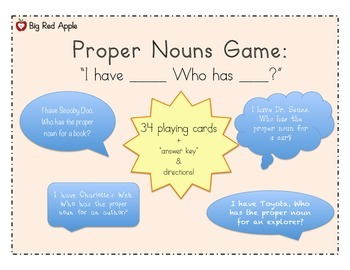 Big Red Apple
Proper Nouns Game:
"I have _____ Who has ____?"
I have Scooby Doo.
Who has the proper
noun for a book?
I have Dr. Seuss.
Who has the
proper noun for
a car?
34 playing cards
+
"answer key"
&
directions!
I have Charlotte's Web.
Who has the proper
noun for an author?
I have Toyota. Who
has the proper noun
for an explorer?